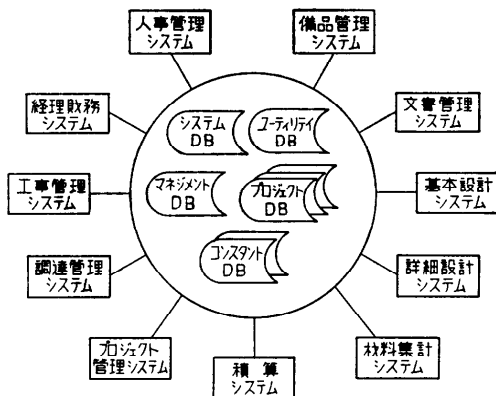 人事管理
システム
備品管理
システム
経理財務
システム
文書管理
システム
システム
DB
ユーティリティ
DB
工事管理
システム
マネジメント
DB
プロジェクト
DB
基本設計
システム
コンスタント
DB
調達管理
システム
詳細設計
システム
プロジェクト
管理システム
積算
システム
材料集計
システム